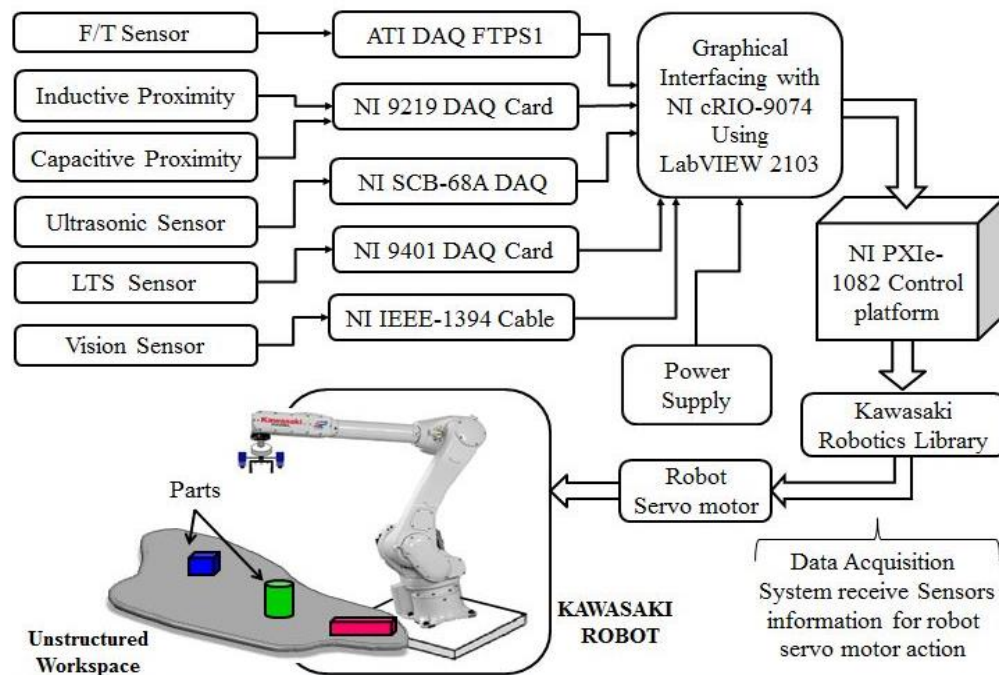 F/T Sensor
ATI DAQ FTPS1
Inductive Proximity
NI 9219 DAQ Card
Capacitive Proximity
NI SCB-68A DAQ
Ultrasonic Sensor
NI 9401 DAQ Card
LTS Sensor
NI IEEE-1394 Cable
Vision Sensor
Graphical
Interfacing with
NI cRIO-9074
Using
LabVIEW 2103
NI PXIe-
1082 Control
platform
Power
Supply
Kawasaki
Robotics Library
Robot
Servo motor
Kawasaki
Parts
KAWASAKI
ROBOT
Unstructured
Workspace
Data Acquisition
System receive Sensors
information for robot
servo motor action